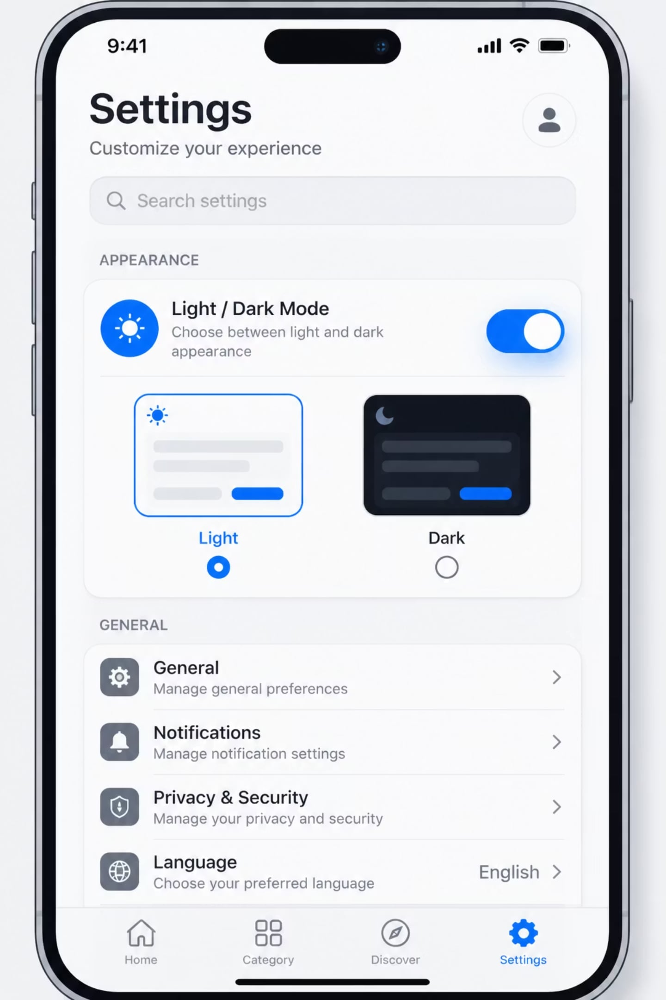 9:41
Settings
Customize your experience
Search settings
APPEARANCE
Light / Dark Mode
Choose between light and dark
appearance
Light
Dark
GENERAL
General
Manage general preferences
Notifications
Manage notification settings
Privacy & Security
Manage your privacy and security
Language
Choose your preferred language
English
Home
Category
Discover
Settings